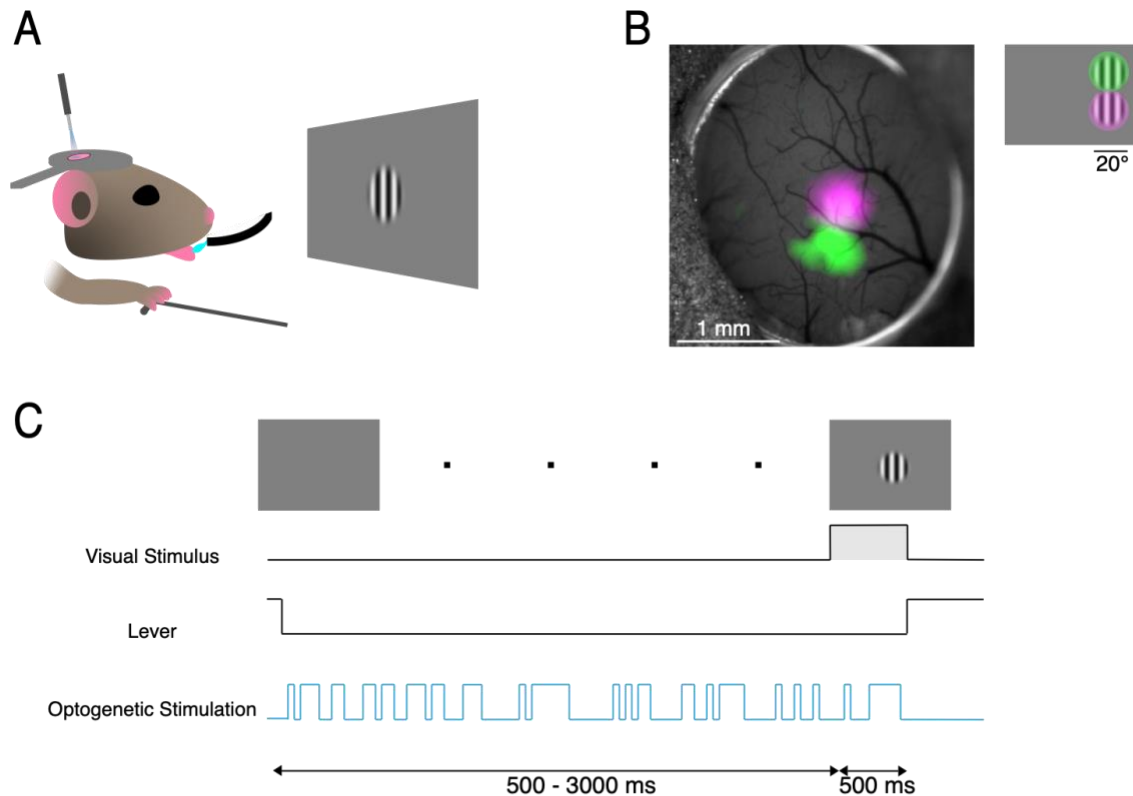 A
B
20°
1 mm
C
Visual Stimulus
Lever
Optogenetic Stimulation
500 - 3000 ms
500 ms